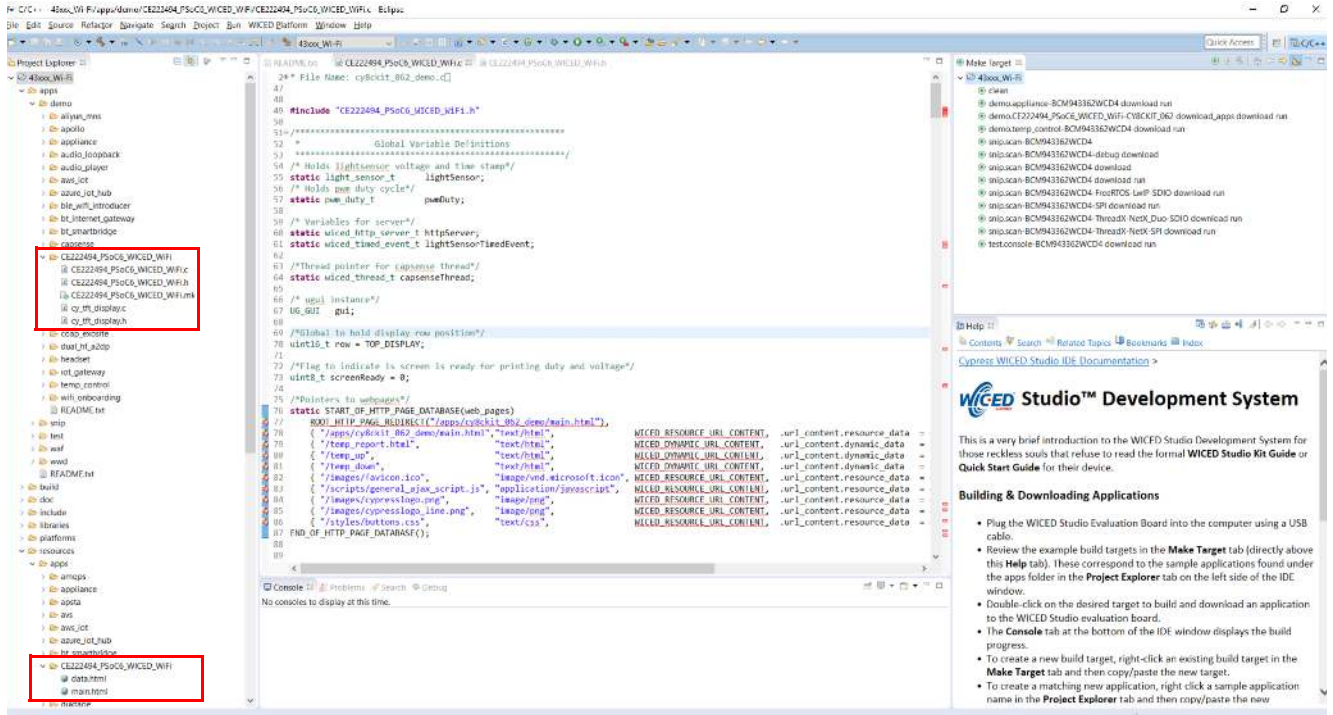 C/C++ - 43xxx_Wi-Fi/apps/demo/CE222494_PSoC6_WICED_WiFi/CE222494_PSoC6_WICED_WiFi.c - Eclipse
File Edit Source Refactor Navigate Search Project Run WICED Platform Window Help
43xxx_Wi-Fi
Quick Access
C/C++
Project Explorer
43xxx_Wi-Fi
apps
demo
aliyun_mns
apollo
appliance
audio_loopback
audio_player
aws_iot
azure_iot_hub
ble_wifi_introducer
bt_internet_gateway
bt_smartbridge
capsense
CE222494_PSoC6_WICED_WiFi
CE222494_PSoC6_WICED_WiFi.c
CE222494_PSoC6_WICED_WiFi.h
CE222494_PSoC6_WICED_WiFi.mk
cy_tft_display.c
cy_tft_display.h
coap_exosite
dual_hf_a2dp
headset
iot_gateway
temp_control
wifi_onboarding
README.txt
snip
test
waf
wwd
README.txt
build
doc
include
libraries
platforms
resources
apps
amqps
appliance
apsta
avs
aws_iot
azure_iot_hub
bt_smartbridge
CE222494_PSoC6_WICED_WiFi
data.html
main.html
README.txt
CE222494_PSoC6_WICED_WiFi.c
CE222494_PSoC6_WICED_WiFi.h
24 * File Name: cy8ckit_062_demo.c
47
48
49 #include "CE222494_PSoC6_WICED_WiFi.h"
50
51 /*******************************************************
52 * Global Variable Definitions
53 *******************************************************/
54 /* Holds lightsensor voltage and time stamp*/
55 static light_sensor_t lightSensor;
56 /* Holds pwm duty cycle*/
57 static pwm_duty_t pwmDuty;
58
59 /* Variables for server*/
60 static wiced_http_server_t httpServer;
61 static wiced_timed_event_t lightSensorTimedEvent;
62
63 /*Thread pointer for capsense thread*/
64 static wiced_thread_t capsenseThread;
65
66 /* ugui instance*/
67 UG_GUI gui;
68
69 /*Global to hold display row position*/
70 uint16_t row = TOP_DISPLAY;
71
72 /*Flag to indicate is screen is ready for printing duty and voltage*/
73 uint8_t screenReady = 0;
74
75 /*Pointers to webpages*/
76 static START_OF_HTTP_PAGE_DATABASE(web_pages)
77 ROOT_HTTP_PAGE_REDIRECT("/apps/cy8ckit_062_demo/main.html"),
78 { "/apps/cy8ckit_062_demo/main.html","text/html", WICED_RESOURCE_URL_CONTENT, .url_content.resource_data =
79 { "/temp_report.html", "text/html", WICED_DYNAMIC_URL_CONTENT, .url_content.dynamic_data =
80 { "/temp_up", "text/html", WICED_DYNAMIC_URL_CONTENT, .url_content.dynamic_data =
81 { "/temp_down", "text/html", WICED_DYNAMIC_URL_CONTENT, .url_content.dynamic_data =
82 { "/images/favicon.ico", "image/vnd.microsoft.icon", WICED_RESOURCE_URL_CONTENT, .url_content.resource_data =
83 { "/scripts/general_ajax_script.js", "application/javascript", WICED_RESOURCE_URL_CONTENT, .url_content.resource_data =
84 { "/images/cypresslogo.png", "image/png", WICED_RESOURCE_URL_CONTENT, .url_content.resource_data =
85 { "/images/cypresslogo_line.png", "image/png", WICED_RESOURCE_URL_CONTENT, .url_content.resource_data =
86 { "/styles/buttons.css", "text/css", WICED_RESOURCE_URL_CONTENT, .url_content.resource_data =
87 END_OF_HTTP_PAGE_DATABASE();
88
89
Console Problems Search Debug
No consoles to display at this time.
Make Target
43xxx_Wi-Fi
clean
demo.appliance-BCM943362WCD4 download run
demo.CE222494_PSoC6_WICED_WiFi-CY8CKIT_062 download_apps download run
demo.temp_control-BCM943362WCD4 download run
snip.scan-BCM943362WCD4
snip.scan-BCM943362WCD4-debug download
snip.scan-BCM943362WCD4 download
snip.scan-BCM943362WCD4 download run
snip.scan-BCM943362WCD4-FreeRTOS-LwIP-SDIO download run
snip.scan-BCM943362WCD4-SPI download run
snip.scan-BCM943362WCD4-ThreadX-NetX_Duo-SDIO download run
snip.scan-BCM943362WCD4-ThreadX-NetX-SPI download run
test.console-BCM943362WCD4 download run
Help
Contents Search Related Topics Bookmarks Index
Cypress WICED Studio IDE Documentation >
WICED Studio™ Development System
This is a very brief introduction to the WICED Studio Development System for
those reckless souls that refuse to read the formal WICED Studio Kit Guide or
Quick Start Guide for their device.
Building & Downloading Applications
• Plug the WICED Studio Evaluation Board into the computer using a USB
cable.
• Review the example build targets in the Make Target tab (directly above
this Help tab). These correspond to the sample applications found under
the apps folder in the Project Explorer tab on the left side of the IDE
window.
• Double-click on the desired target to build and download an application
to the WICED Studio evaluation board.
• The Console tab at the bottom of the IDE window displays the build
progress.
• To create a new build target, right-click an existing build target in the
Make Target tab and then copy/paste the new target.
• To create a matching new application, right click a sample application
name in the Project Explorer tab and then copy/paste the new